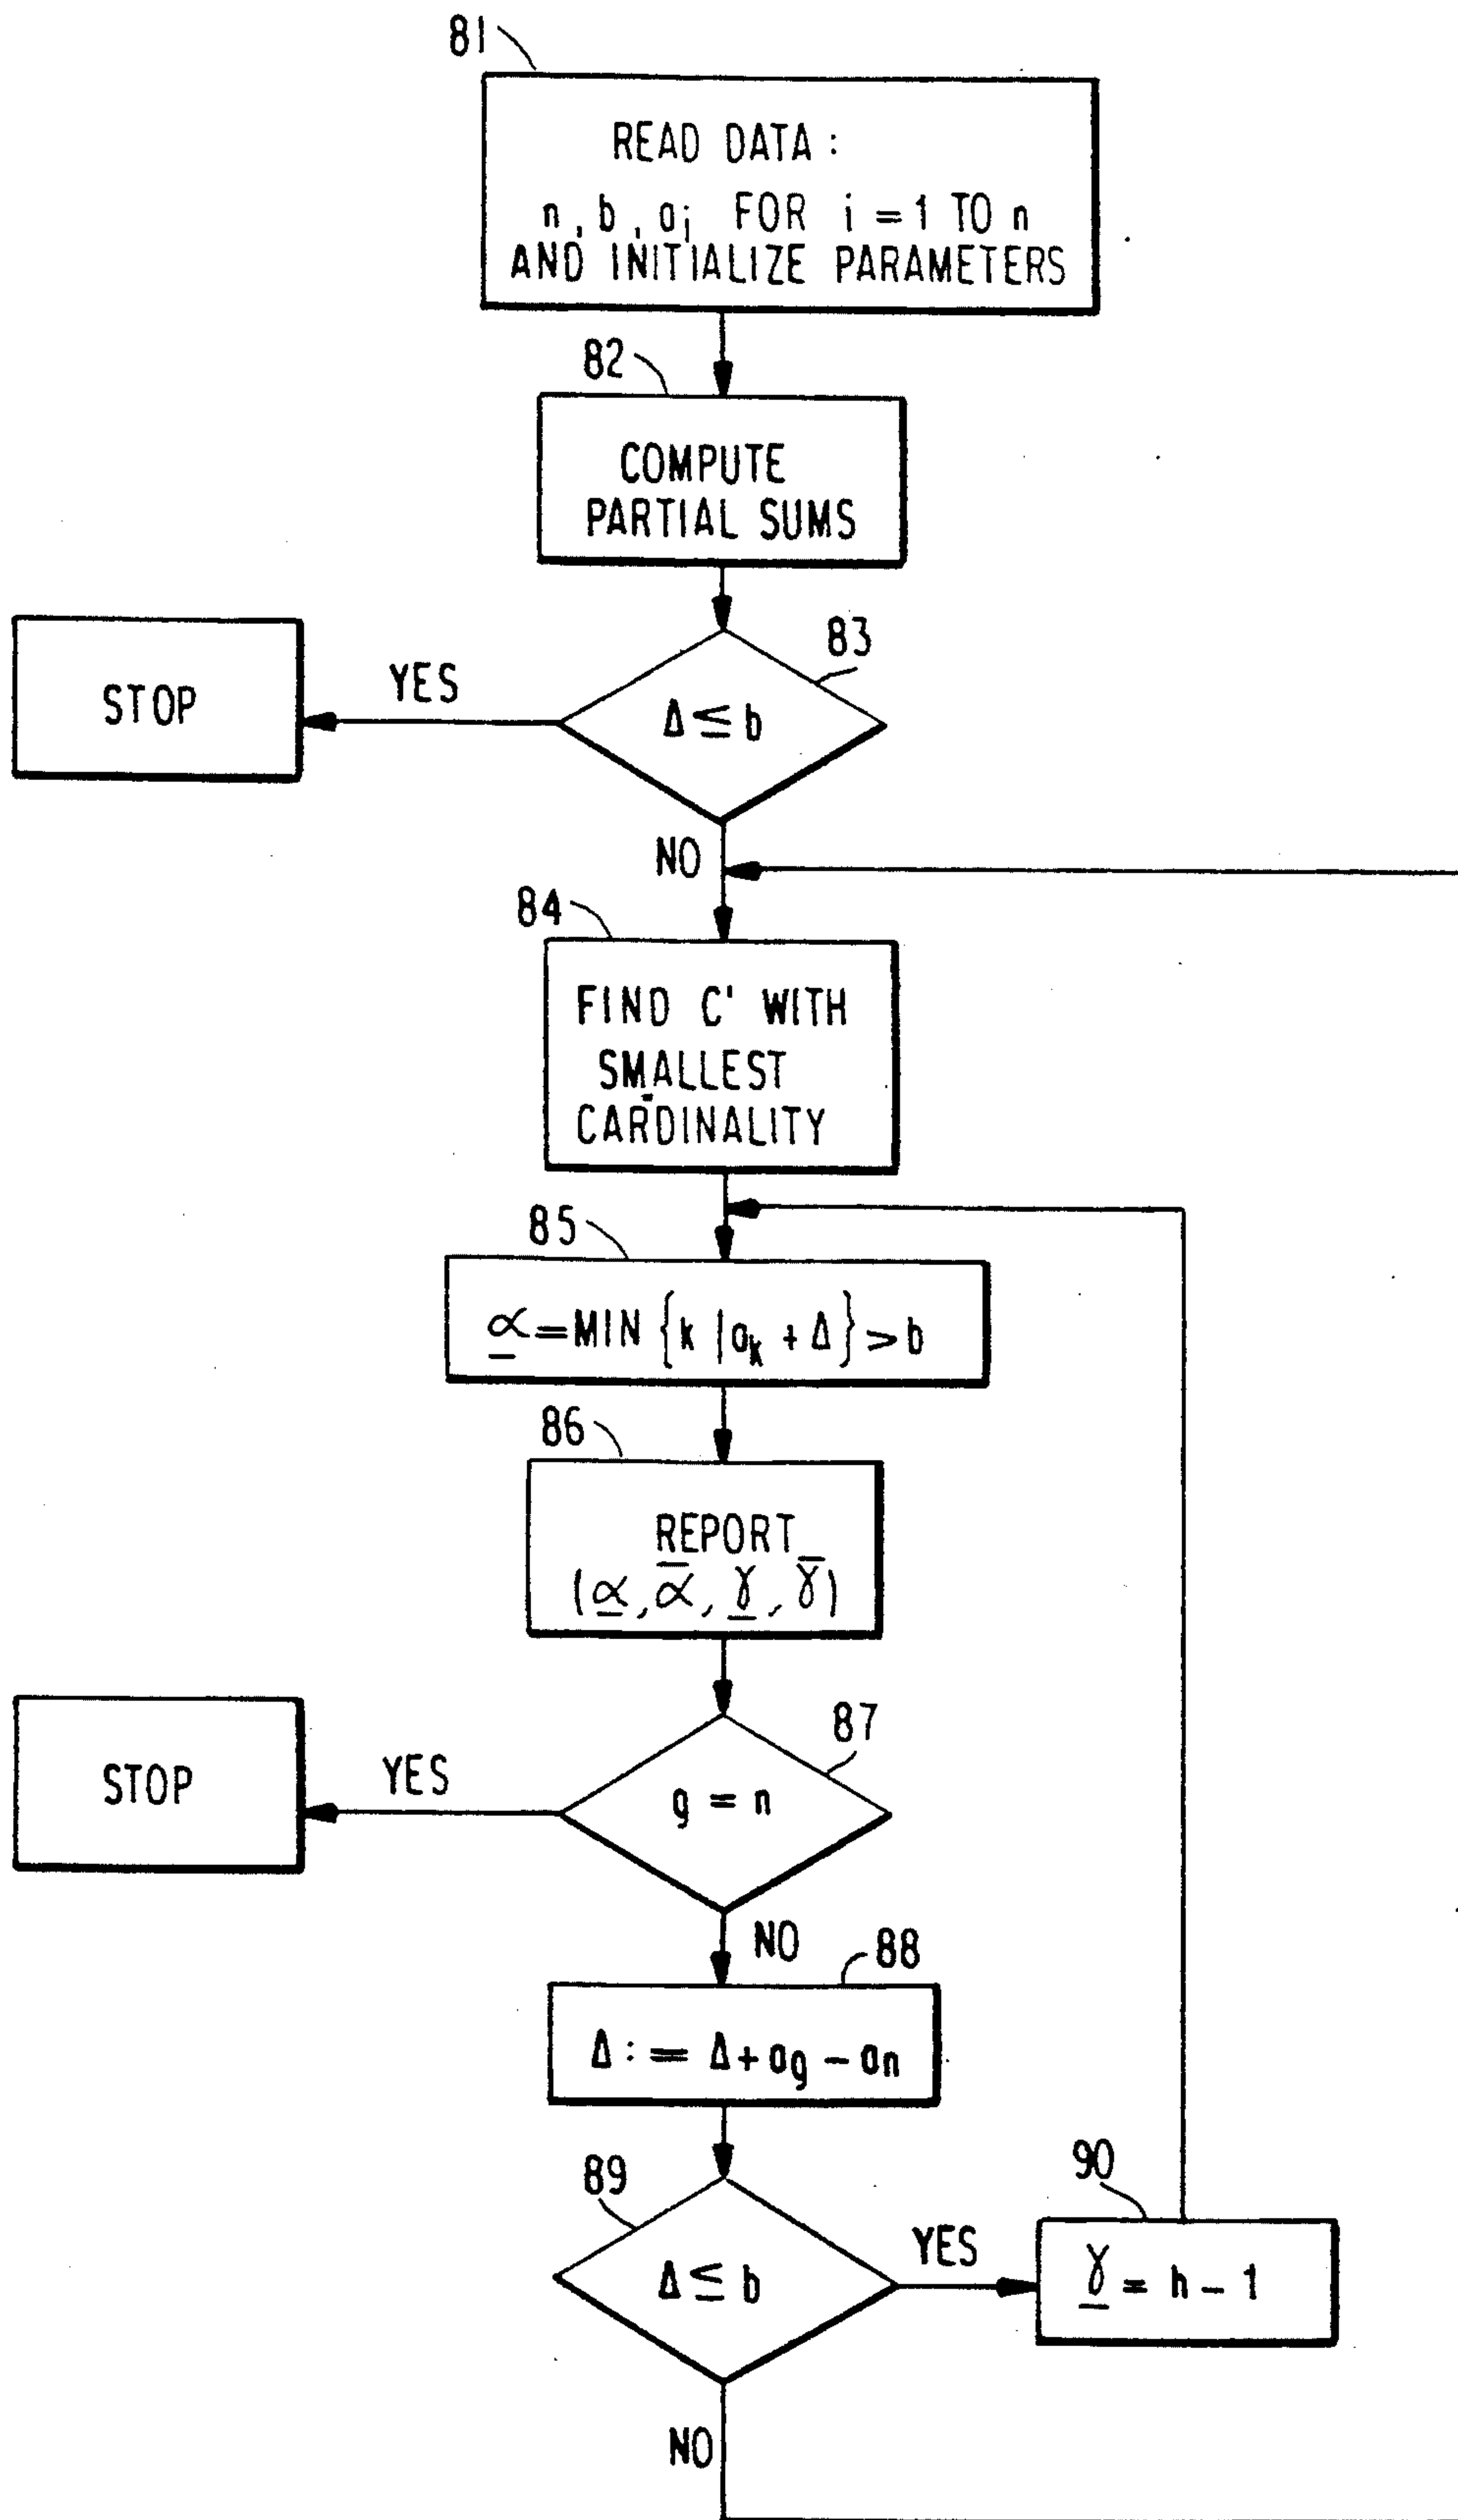 81
READ DATA :
n , b , ai FOR i = 1 TO n
AND INITIALIZE PARAMETERS
82
COMPUTE
PARTIAL SUMS
83
Δ ≤ b
YES
STOP
NO
84
FIND C' WITH
SMALLEST
CARDINALITY
85
α̲ = MIN {k | aₖ + Δ} > b
86
REPORT
(α̲ , α̅ , γ̲ , γ̅)
87
g = n
YES
STOP
NO
88
Δ : = Δ + ag - an
89
Δ ≤ b
YES
90
γ̲ = h - 1
NO